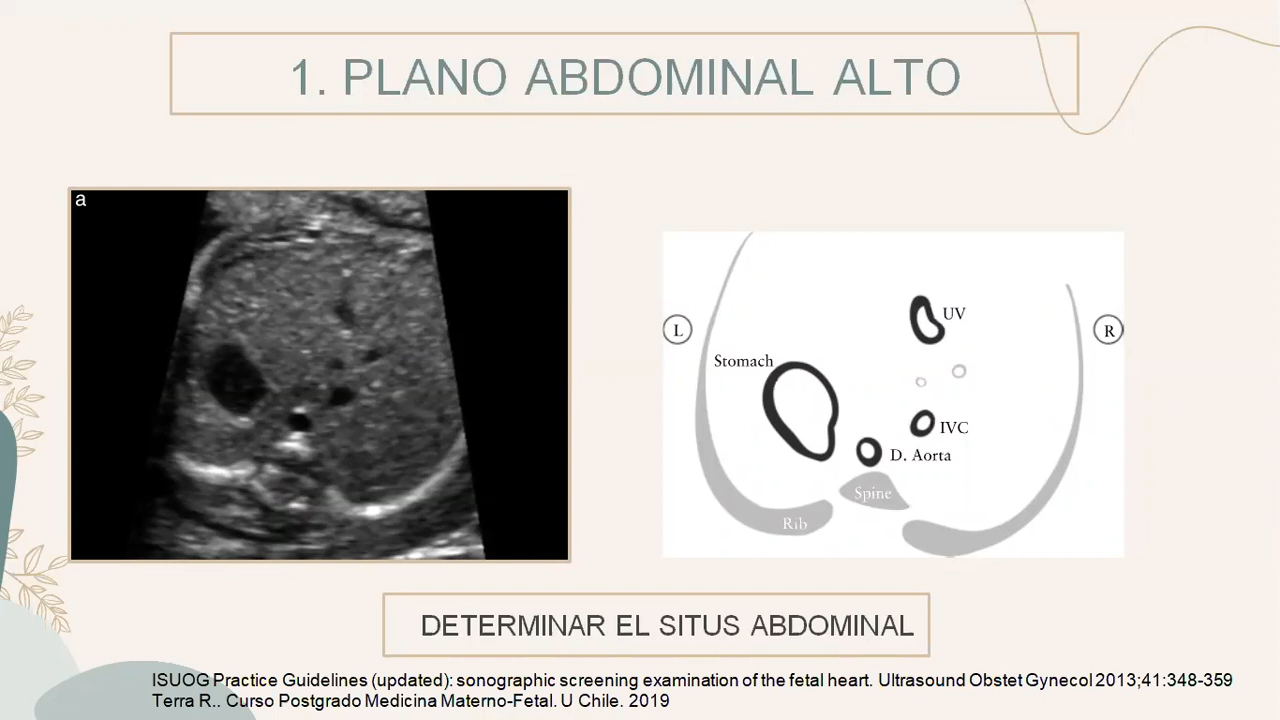 1. PLANO ABDOMINAL ALTO
a
L
R
UV
Stomach
IVC
D. Aorta
Spine
Rib
DETERMINAR EL SITUS ABDOMINAL
ISUOG Practice Guidelines (updated): sonographic screening examination of the fetal heart. Ultrasound Obstet Gynecol 2013;41:348-359
Terra R.. Curso Postgrado Medicina Materno-Fetal. U Chile. 2019